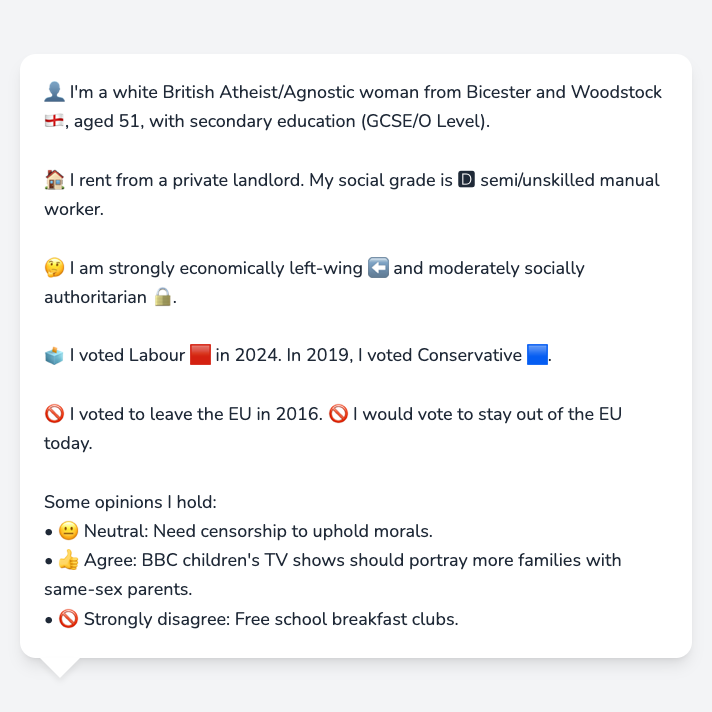 👤 I'm a white British Atheist/Agnostic woman from Bicester and Woodstock
🏴󠁧󠁢󠁥󠁮󠁧󠁿, aged 51, with secondary education (GCSE/O Level).
🏠 I rent from a private landlord. My social grade is 🅳 semi/unskilled manual
worker.
🤔 I am strongly economically left-wing ⬅️ and moderately socially
authoritarian 🔒.
🗳️ I voted Labour 🟥 in 2024. In 2019, I voted Conservative 🟦.
🚫 I voted to leave the EU in 2016. 🚫 I would vote to stay out of the EU
today.
Some opinions I hold:
• 😐 Neutral: Need censorship to uphold morals.
• 👍 Agree: BBC children's TV shows should portray more families with
same-sex parents.
• 🚫 Strongly disagree: Free school breakfast clubs.